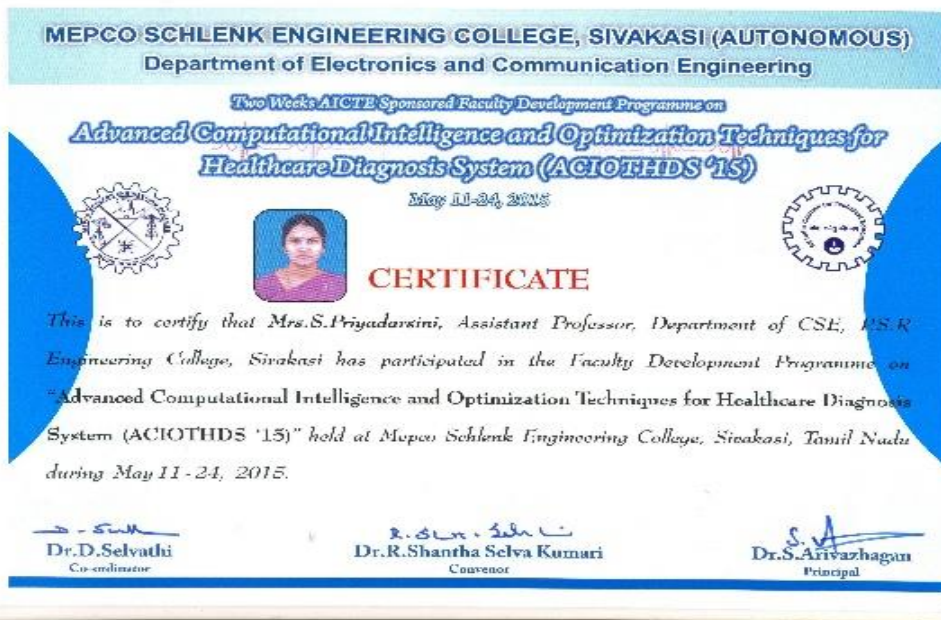 MEPCO SCHLENK ENGINEERING COLLEGE, SIVAKASI (AUTONOMOUS)
Department of Electronics and Communication Engineering
Two Weeks AICTE Sponsored Faculty Development Programme on
Advanced Computational Intelligence and Optimization Techniques for
Healthcare Diagnosis System (ACIOTHDS '15)
May 11-24, 2015
CERTIFICATE
This is to certify that Mrs.S.Priyadarsini, Assistant Professor, Department of CSE, P.S.R
Engineering College, Sivakasi has participated in the Faculty Development Programme on
"Advanced Computational Intelligence and Optimization Techniques for Healthcare Diagnosis
System (ACIOTHDS '15)" held at Mepco Schlenk Engineering College, Sivakasi, Tamil Nadu
during May 11-24, 2015.
Dr.D.Selvathi
Co-ordinator
Dr.R.Shantha Selva Kumari
Convenor
Dr.S.Arivazhagan
Principal